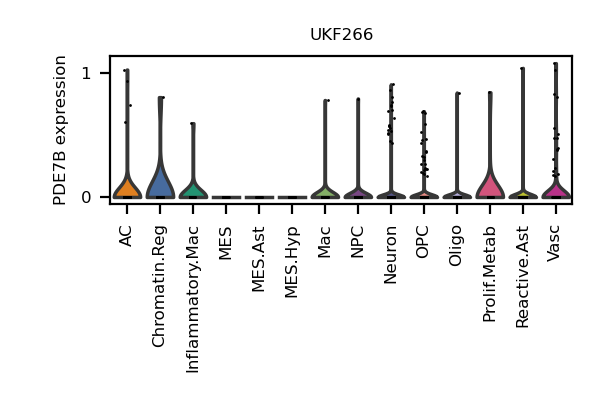 UKF266
PDE7B expression
1
0
AC
Chromatin.Reg
Inflammatory.Mac
MES
MES.Ast
MES.Hyp
Mac
NPC
Neuron
OPC
Oligo
Prolif.Metab
Reactive.Ast
Vasc